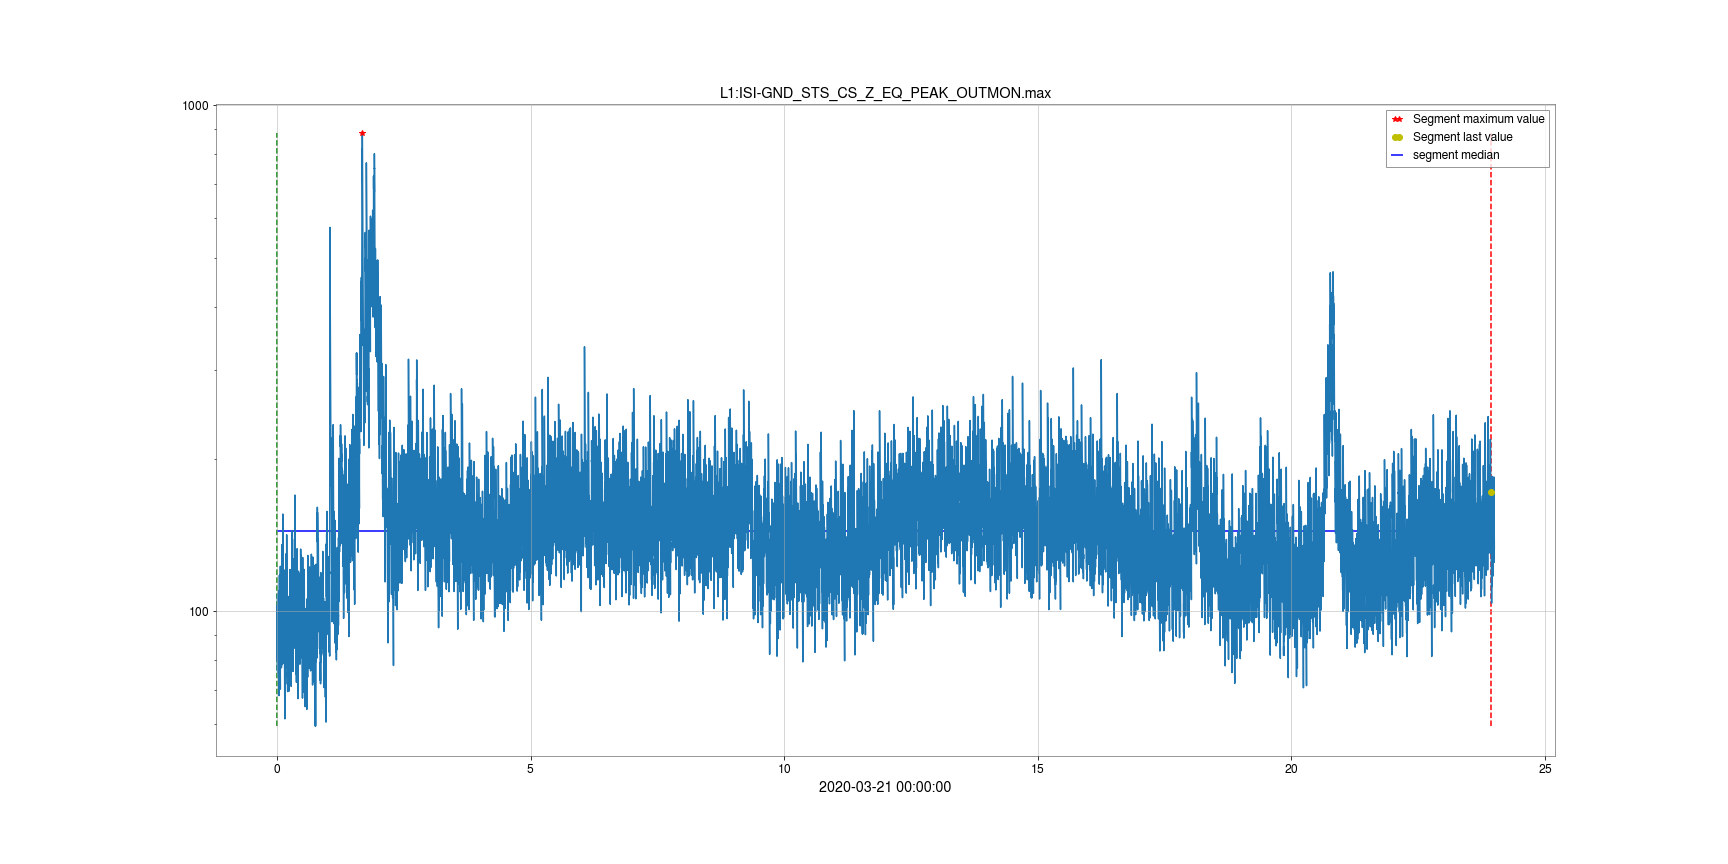 L1:ISI-GND_STS_CS_Z_EQ_PEAK_OUTMON.max
1000
Segment maximum value
Segment last value
segment median
100
0 5 10 15 20 25
2020-03-21 00:00:00